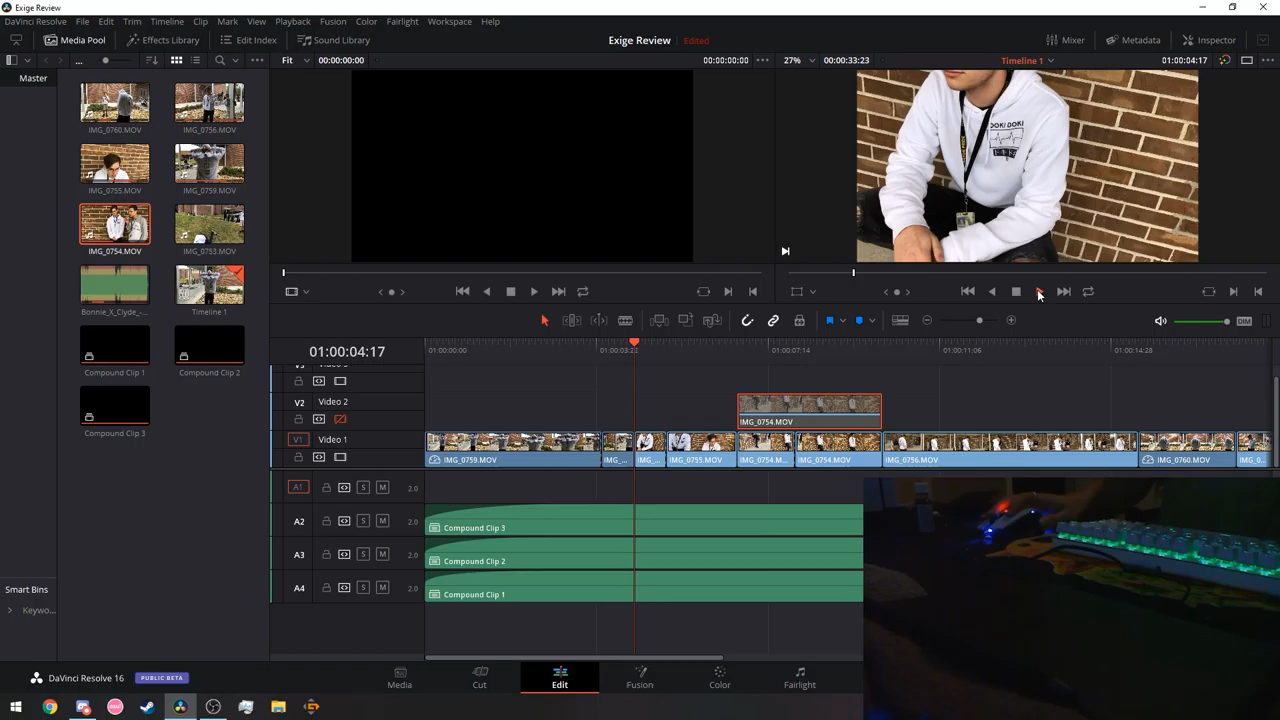 Exige Review
DaVinci Resolve File Edit Trim Timeline Clip Mark View Playback Fusion Color Fairlight Workspace Help
Media Pool Effects Library Edit Index Sound Library Exige Review Edited Mixer Metadata Inspector
... Fit 00:00:00:00 00:00:00:00 27% 00:00:33:23 Timeline 1 01:00:04:17
Master
IMG_0760.MOV IMG_0756.MOV
IMG_0755.MOV IMG_0759.MOV
IMG_0754.MOV IMG_0753.MOV
Bonnie_X_Clyde_-... Timeline 1
Compound Clip 1 Compound Clip 2
Compound Clip 3
DOKI DOKI
DIM
01:00:04:17 01:00:00:00 01:00:07:14 01:00:11:06 01:00:14:28
V2 Video 2
IMG_0754.MOV
V1 Video 1
IMG_0759.MOV IMG_... IMG_... IMG_0755.MOV IMG_0754.M... IMG_0754.MOV IMG_0756.MOV IMG_0760.MOV IMG_0...
A1 S M 2.0
A2 S M 2.0 Compound Clip 3
A3 S M 2.0 Compound Clip 2
A4 S M 2.0 Compound Clip 1
Smart Bins
Keywo...
DaVinci Resolve 16 PUBLIC BETA Media Cut Edit Fusion Color Fairlight